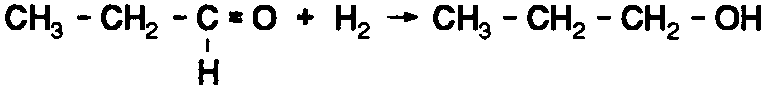 CH₃ - CH₂ - C = O + H₂ → CH₃ - CH₂ - CH₂ - OH
H